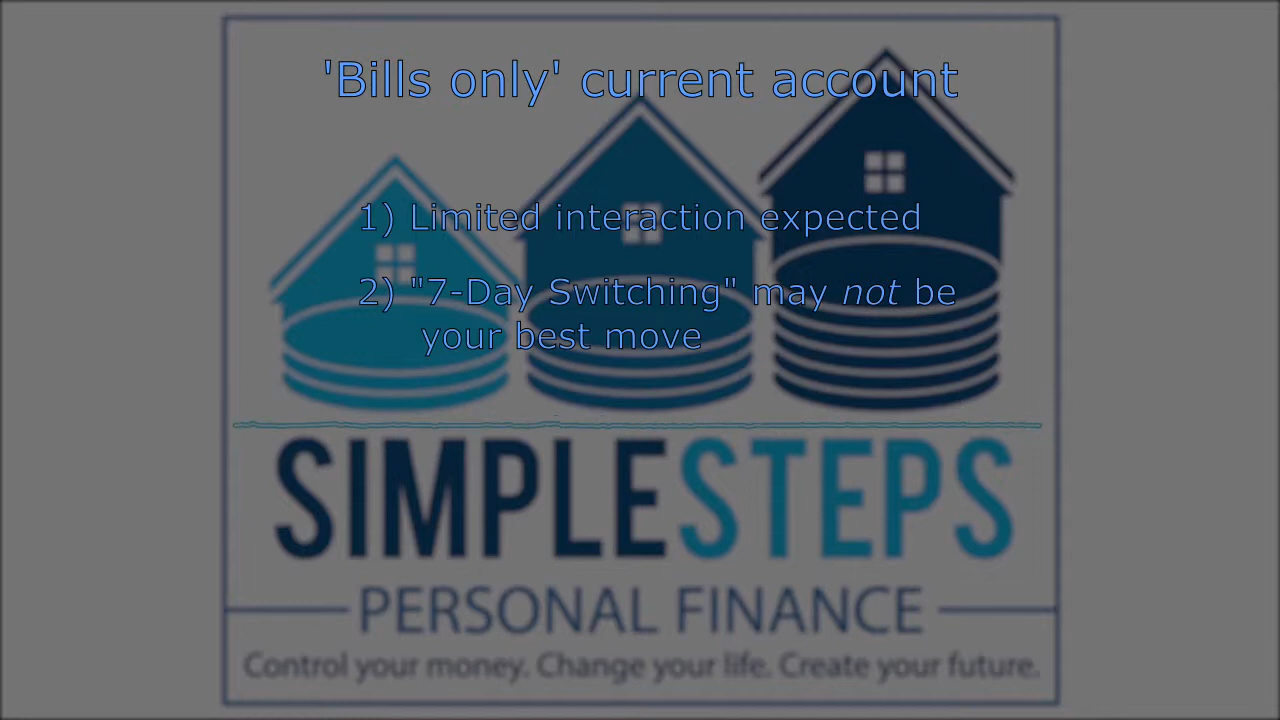 'Bills only' current account
1) Limited interaction expected
2) "7-Day Switching" may not be
your best move
SIMPLESTEPS
PERSONAL FINANCE
Control your money. Change your life. Create your future.